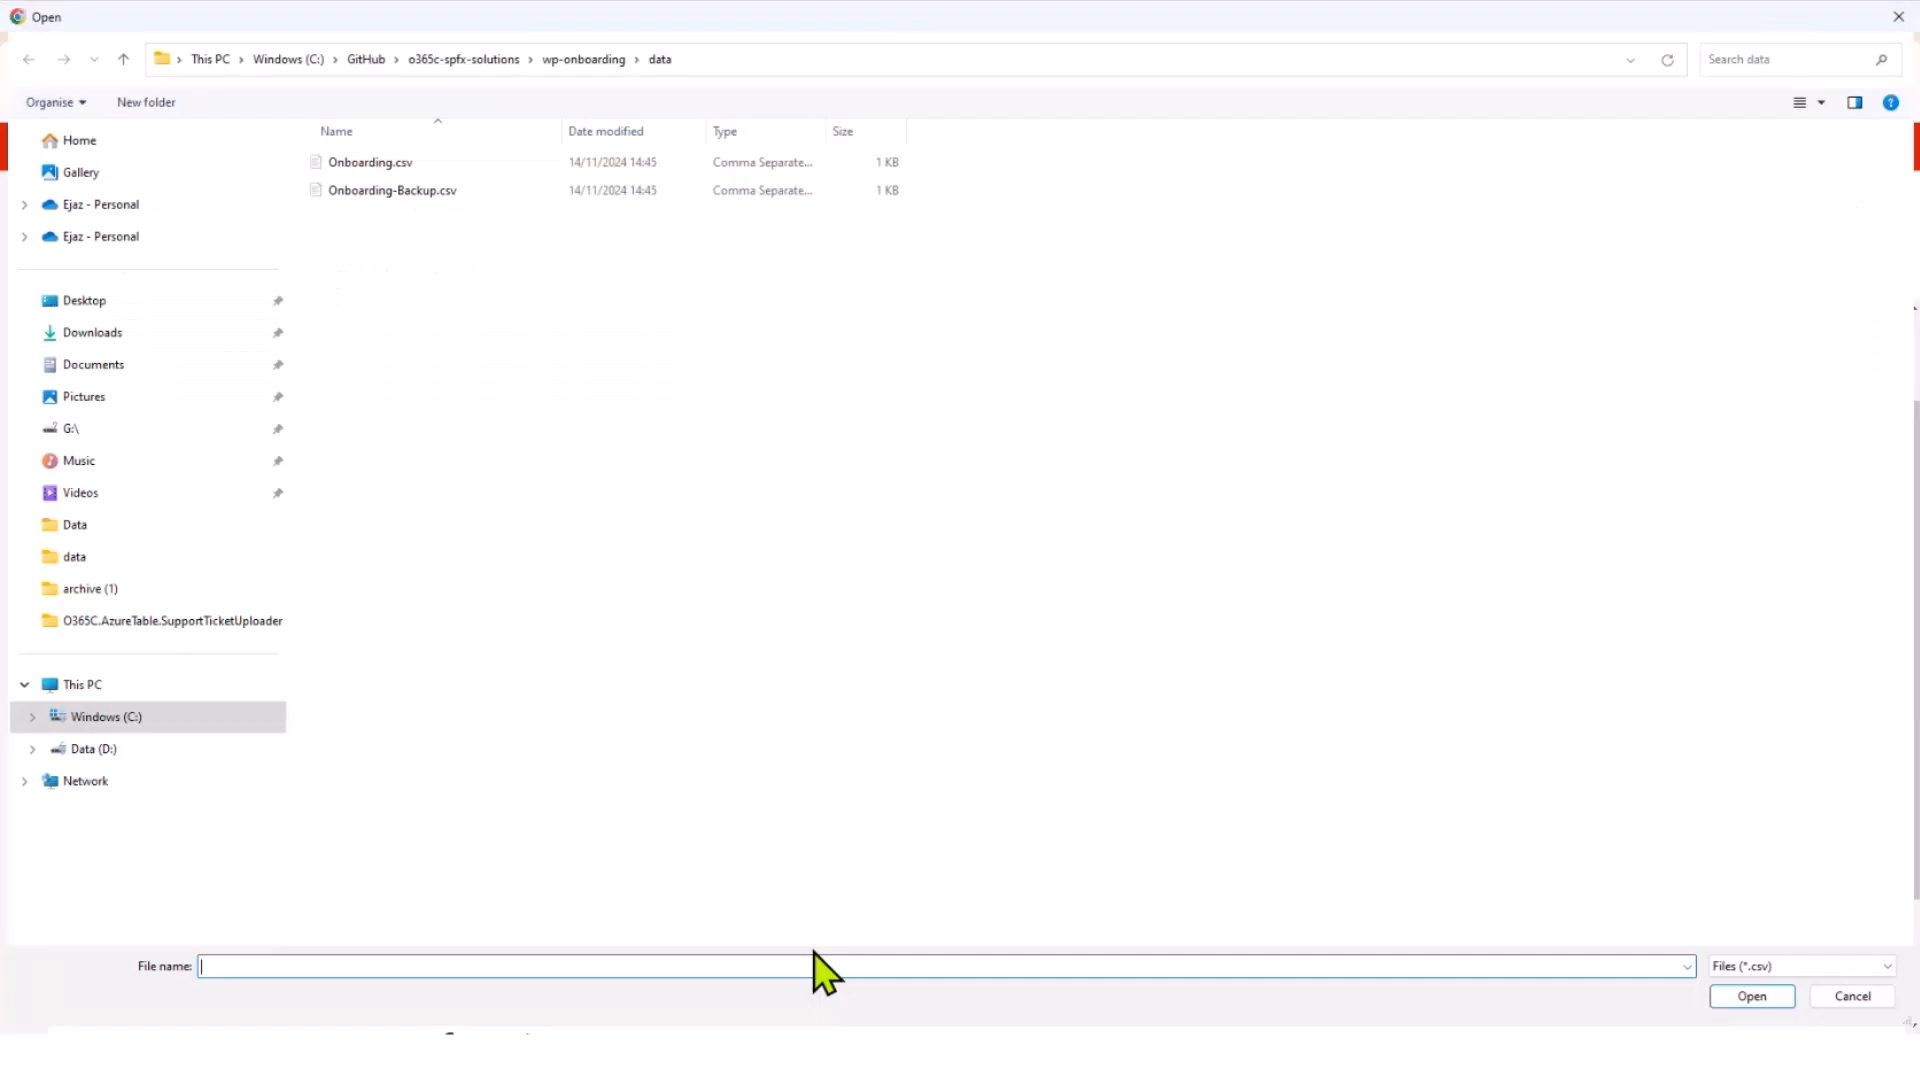 Open
This PC > Windows (C:) > GitHub > o365c-spfx-solutions > wp-onboarding > data
Search data
Organise
New folder
Name
Date modified
Type
Size
Onboarding.csv
14/11/2024 14:45
Comma Separate...
1 KB
Onboarding-Backup.csv
14/11/2024 14:45
Comma Separate...
1 KB
Home
Gallery
Ejaz - Personal
Ejaz - Personal
Desktop
Downloads
Documents
Pictures
G:\
Music
Videos
Data
data
archive (1)
O365C.AzureTable.SupportTicketUploader
This PC
Windows (C:)
Data (D:)
Network
File name:
Files (*.csv)
Open
Cancel